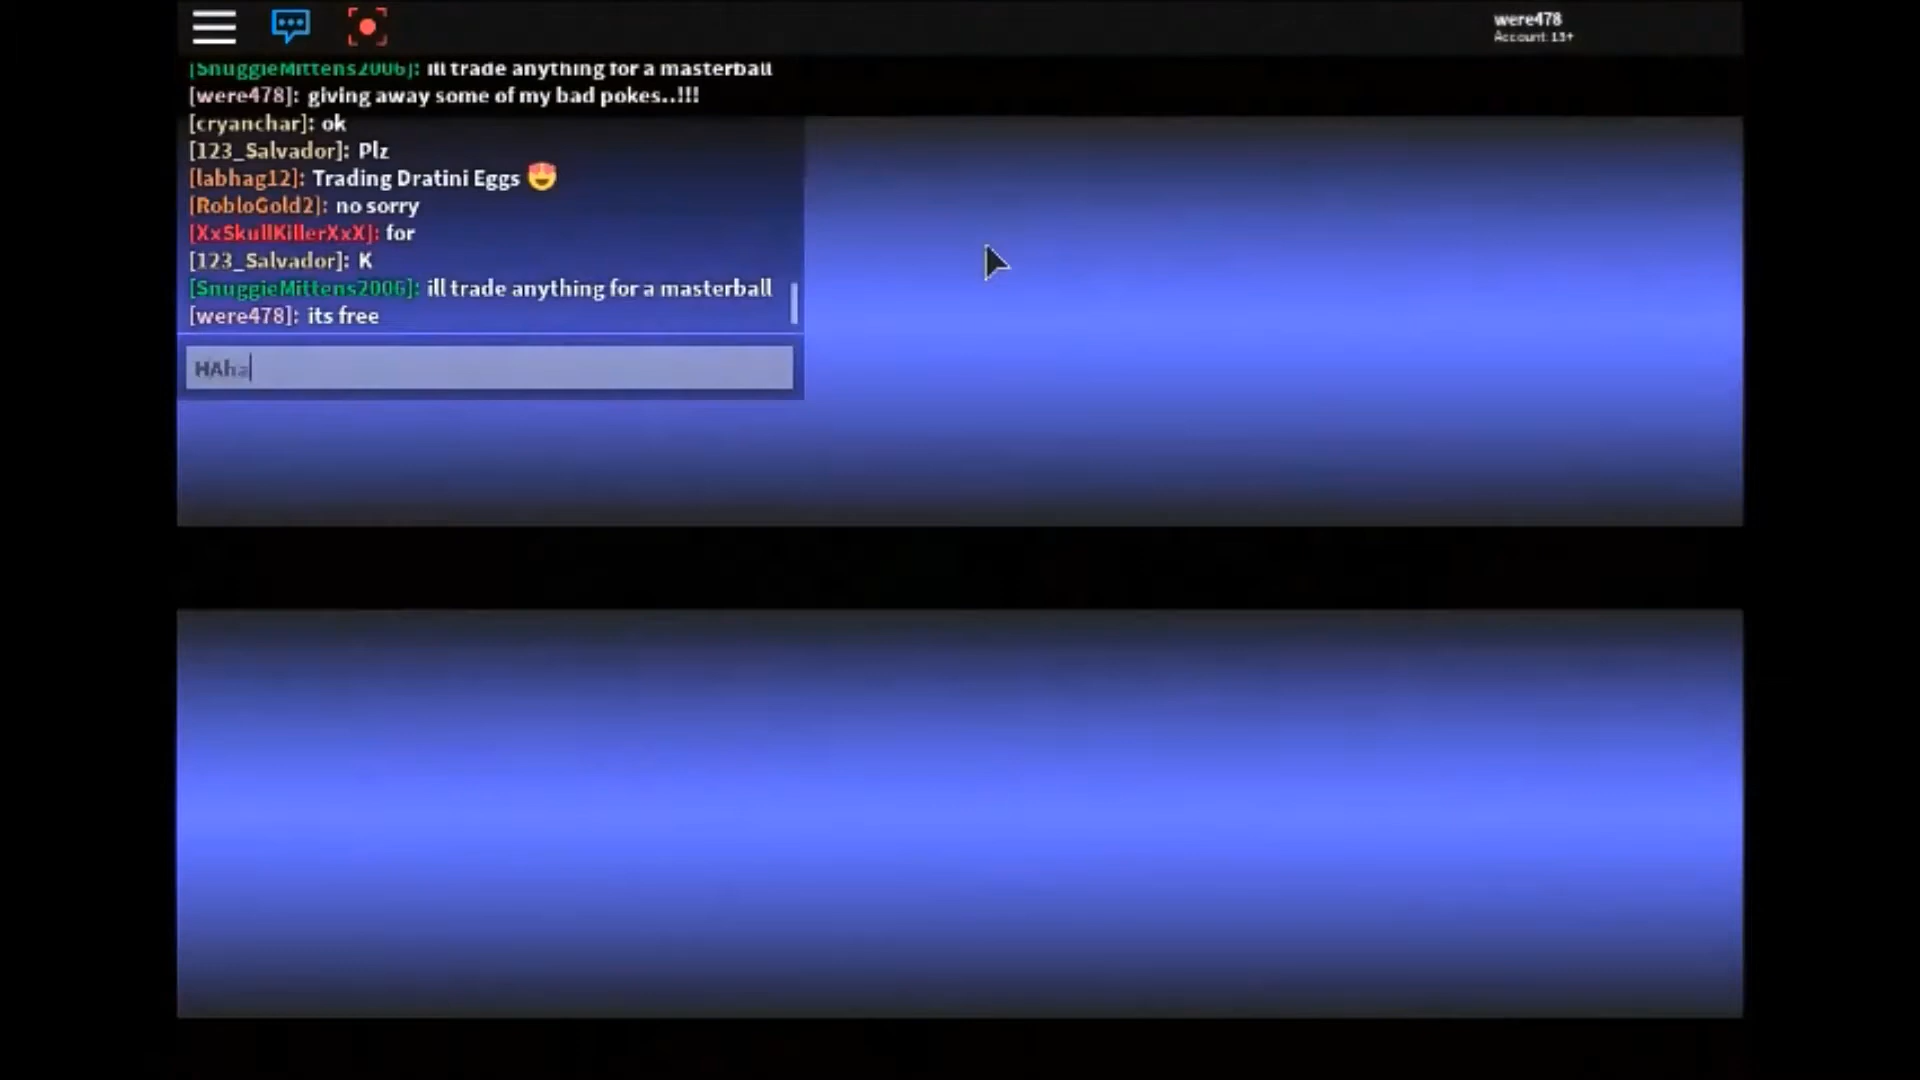 were478
Account: 13+
[SnuggieMittens2006]: ill trade anything for a masterball
[were478]: giving away some of my bad pokes..!!!
[cryanchar]: ok
[123_Salvador]: Plz
[labhag12]: Trading Dratini Eggs 😍
[RobloGold2]: no sorry
[XxSkullKillerXxX]: for
[123_Salvador]: K
[SnuggieMittens2006]: ill trade anything for a masterball
[were478]: its free
HAha